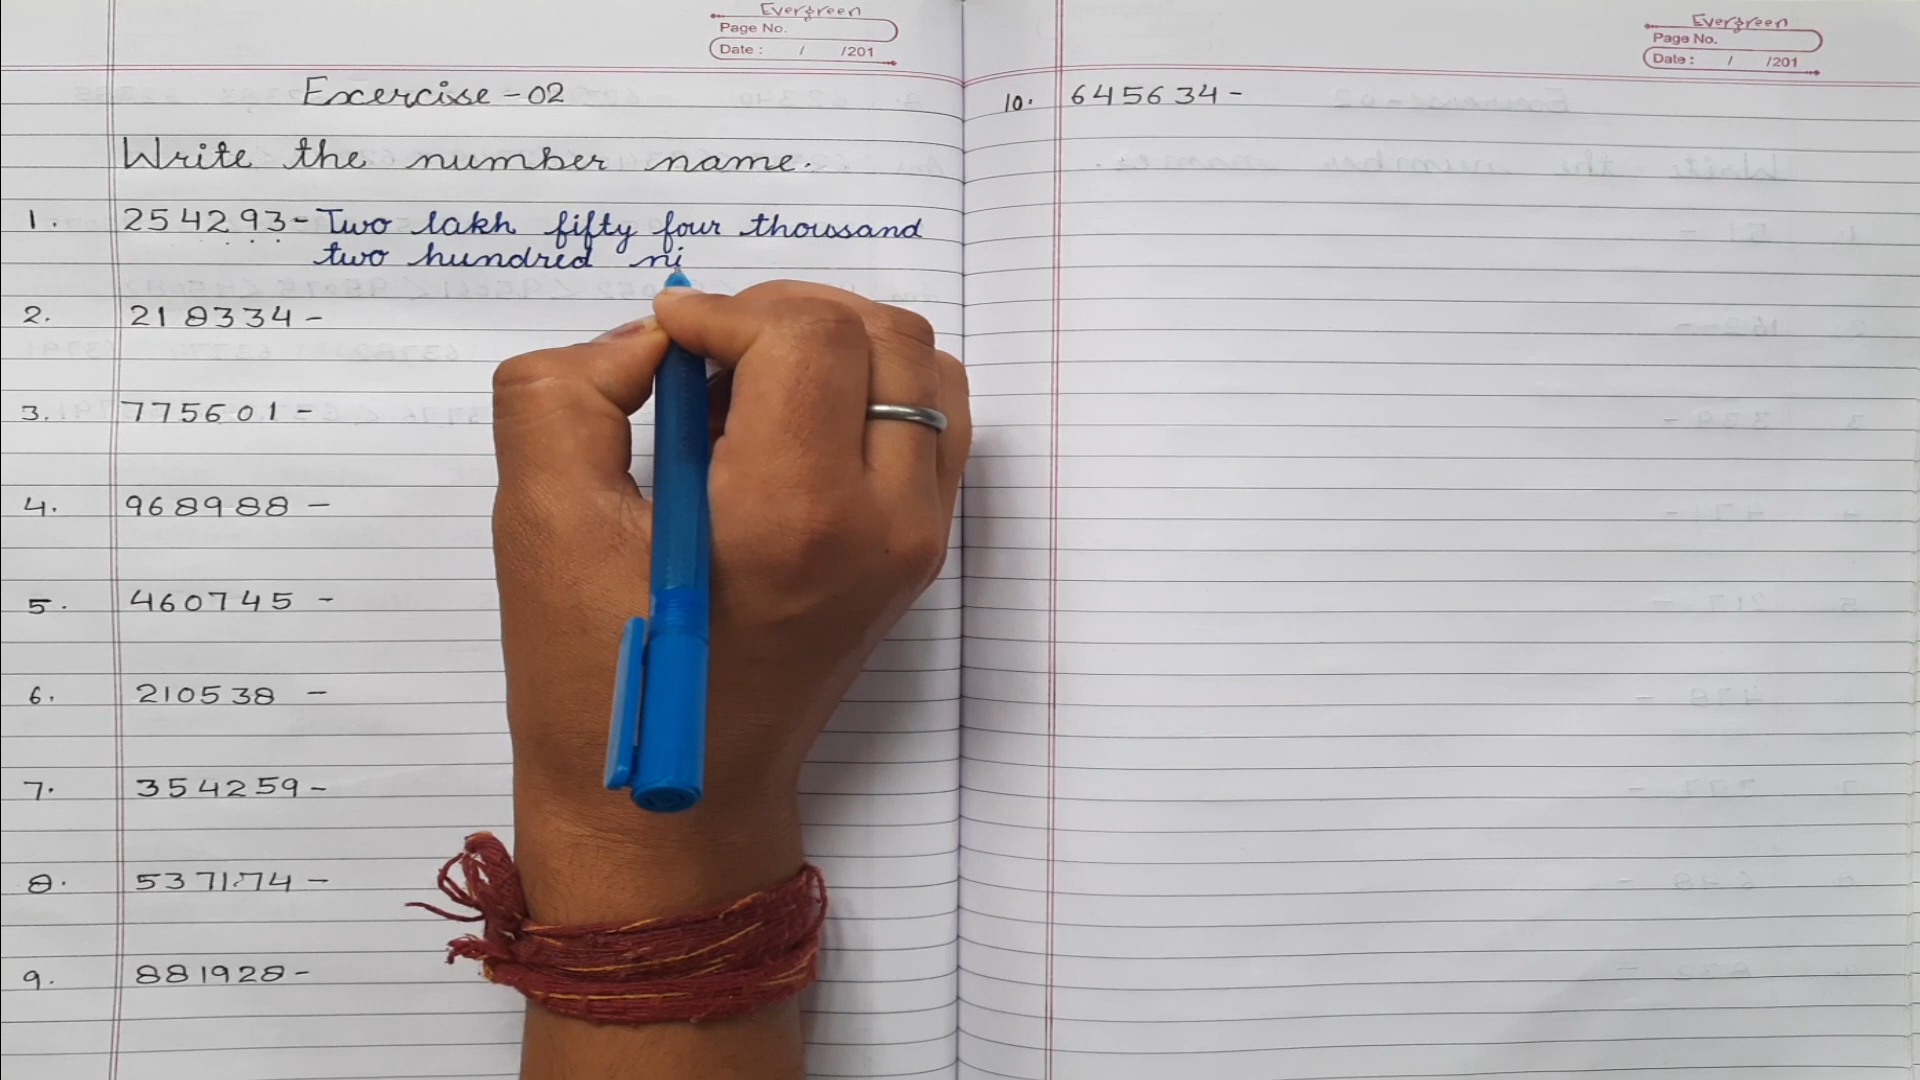 Evergreen
Page No.
Date : / /201
Excercise - 02
Write the number name.
1. 254293 - Two lakh fifty four thousand
two hundred ni
2. 218334 -
3. 775601 -
4. 968988 -
5. 460745 -
6. 210538 -
7. 354259 -
8. 537174 -
9. 881928 -
Evergreen
Page No.
Date : / /201
10. 645634 -